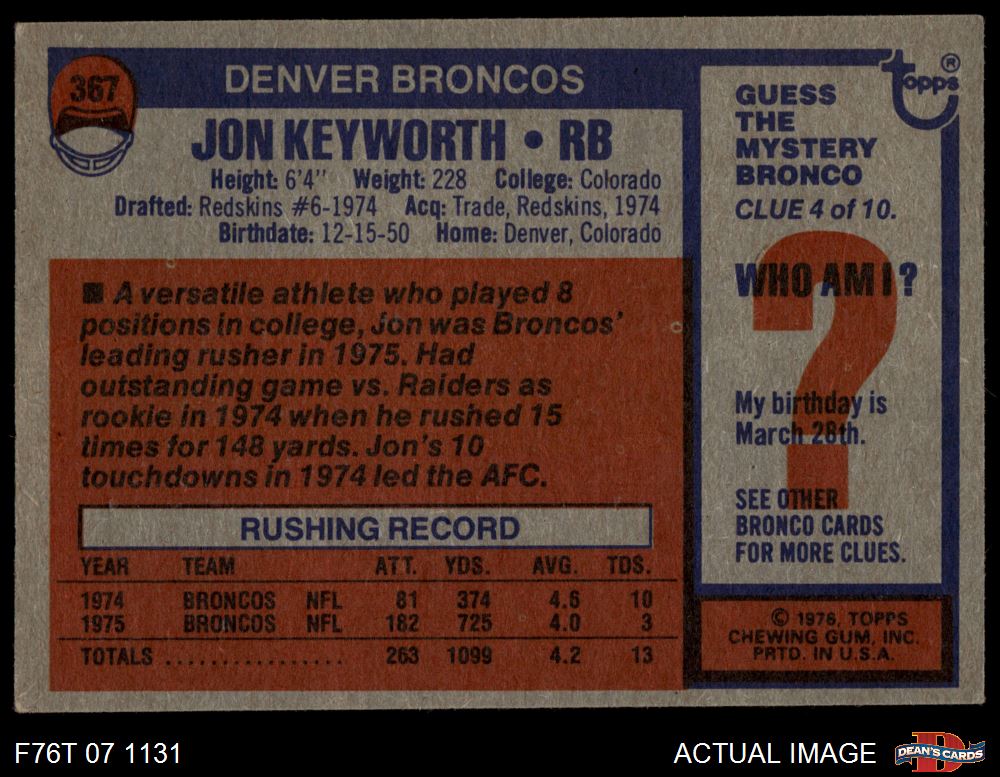 367
DENVER BRONCOS
JON KEYWORTH • RB
Height: 6'4" Weight: 228 College: Colorado
Drafted: Redskins #6-1974 Acq: Trade, Redskins, 1974
Birthdate: 12-15-50 Home: Denver, Colorado
■ A versatile athlete who played 8
positions in college, Jon was Broncos'
leading rusher in 1975. Had
outstanding game vs. Raiders as
rookie in 1974 when he rushed 15
times for 148 yards. Jon's 10
touchdowns in 1974 led the AFC.
RUSHING RECORD
YEAR TEAM ATT. YDS. AVG. TDS.
1974 BRONCOS NFL 81 374 4.6 10
1975 BRONCOS NFL 182 725 4.0 3
TOTALS ................ 263 1099 4.2 13
topps®
GUESS
THE
MYSTERY
BRONCO
CLUE 4 of 10.
?
WHO AM I?
My birthday is
March 28th.
SEE OTHER
BRONCO CARDS
FOR MORE CLUES.
© 1976, TOPPS
CHEWING GUM, INC.
PRTD. IN U.S.A.
F76T 07 1131
ACTUAL IMAGE
D
DEAN'S CARDS